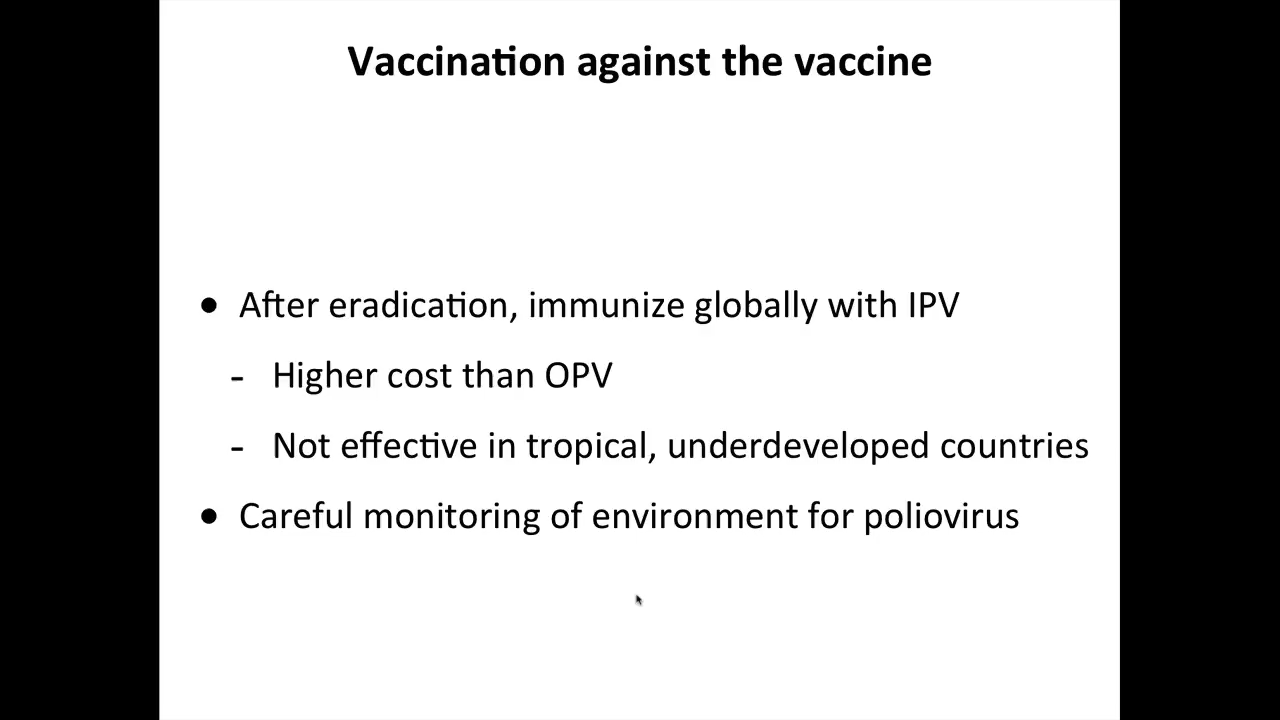 Vaccination against the vaccine
• After eradication, immunize globally with IPV
- Higher cost than OPV
- Not effective in tropical, underdeveloped countries
• Careful monitoring of environment for poliovirus